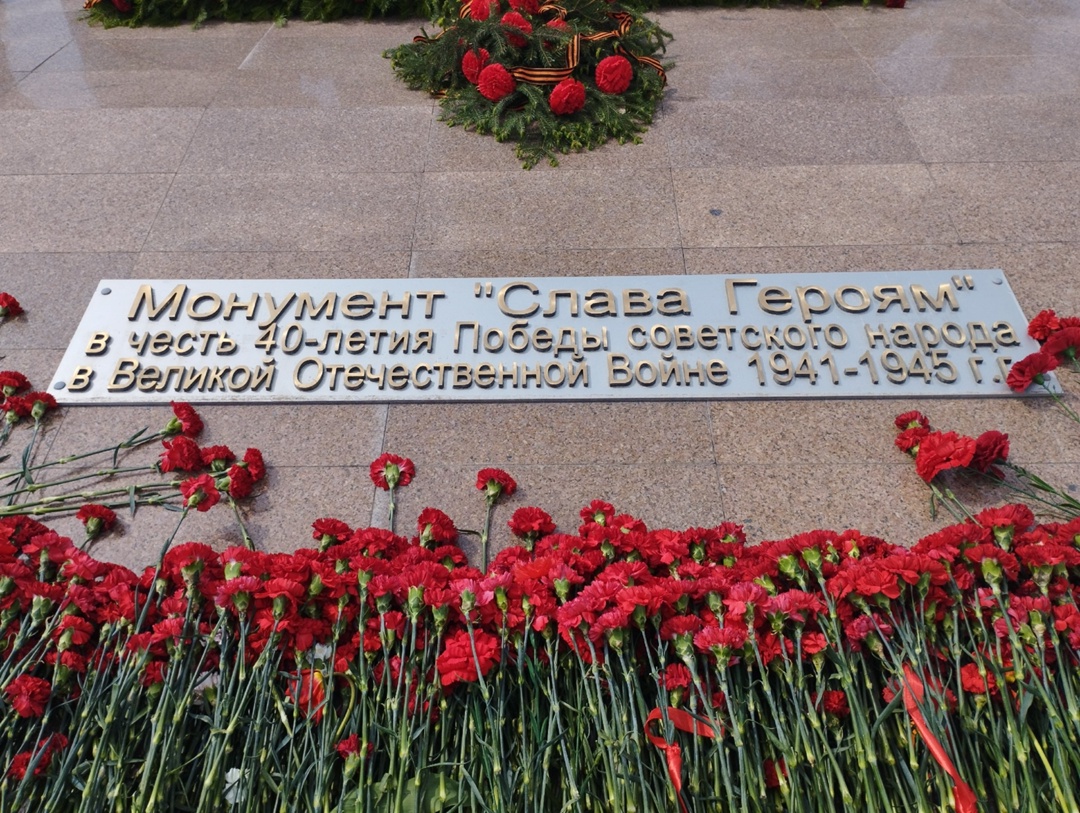 Монумент "Слава Героям"
в честь 40-летия Победы советского народа
в Великой Отечественной Войне 1941-1945 г.г.